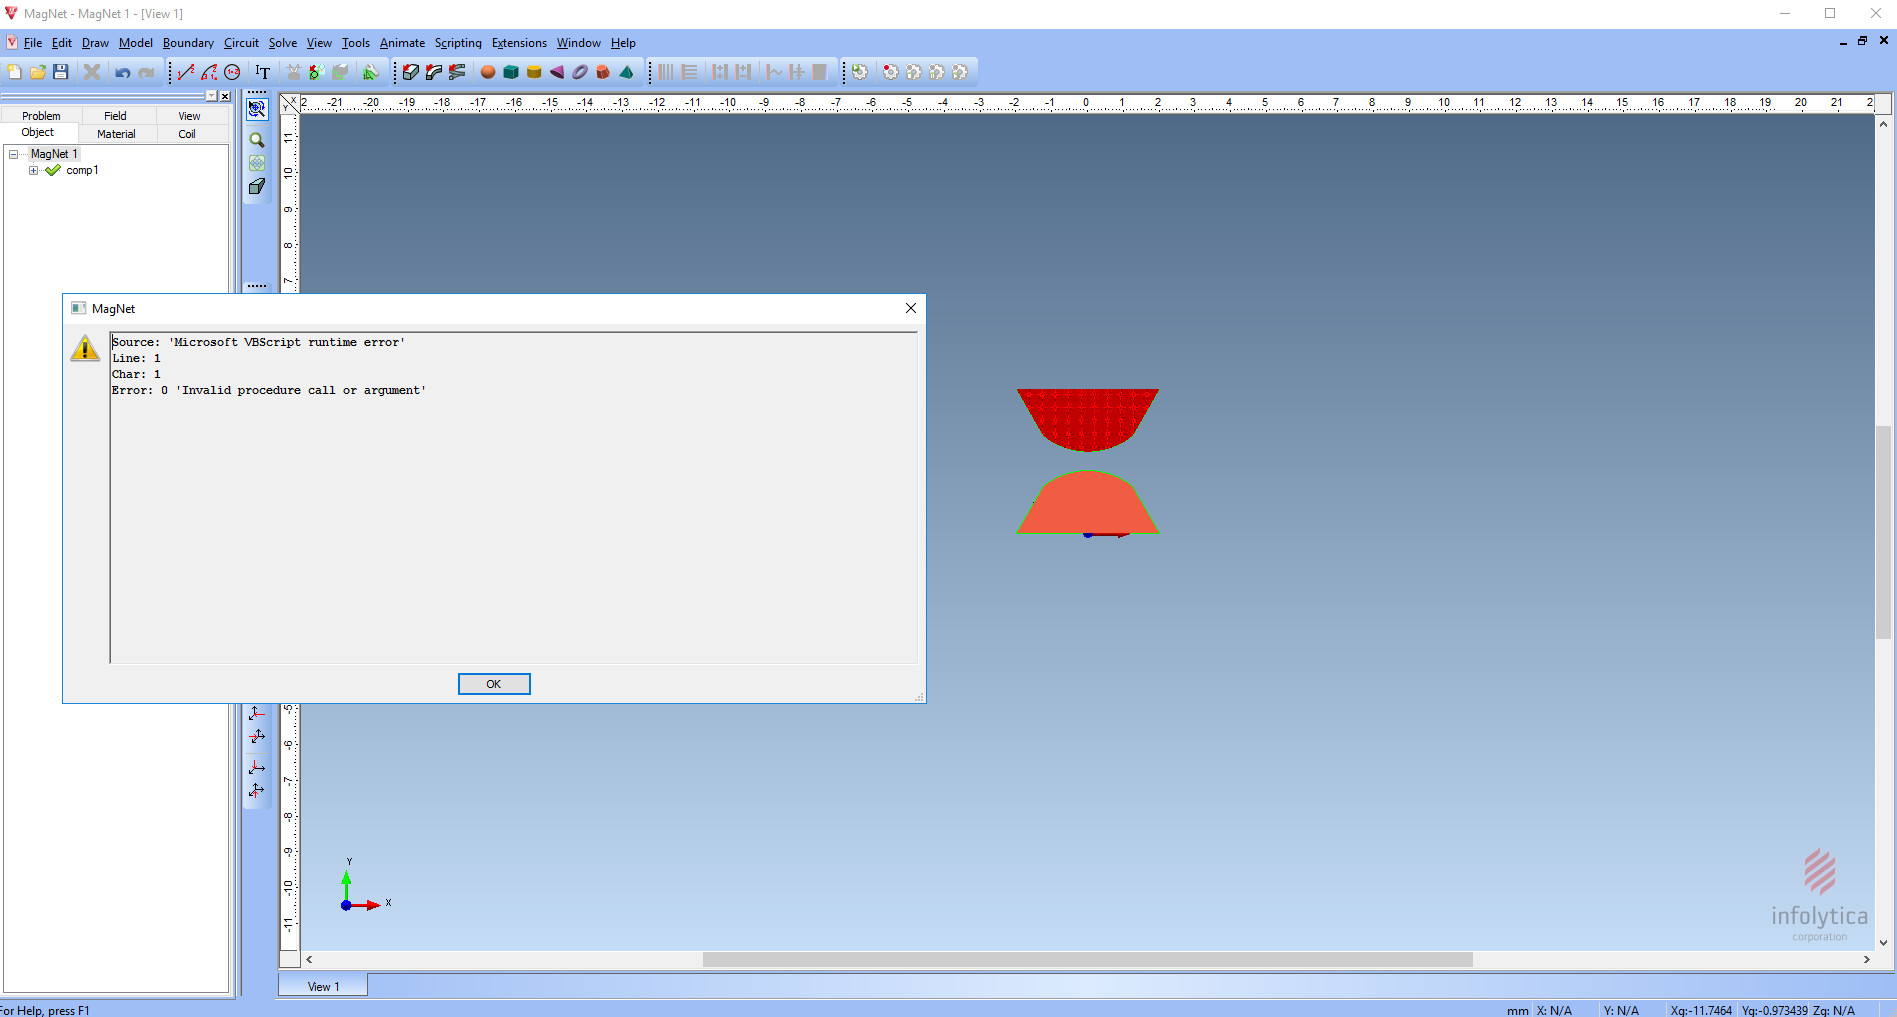 MagNet - MagNet 1 - [View 1]
File Edit Draw Model Boundary Circuit Solve View Tools Animate Scripting Extensions Window Help
Problem Field View
Object Material Coil
MagNet 1
comp1
X
Y
2 -21 -20 -19 -18 -17 -16 -15 -14 -13 -12 -11 -10 -9 -8 -7 -6 -5 -4 -3 -2 -1 0 1 2 3 4 5 6 7 8 9 10 11 12 13 14 15 16 17 18 19 20 21 2
11
10
9
8
7
MagNet
Source: 'Microsoft VBScript runtime error'
Line: 1
Char: 1
Error: 0 'Invalid procedure call or argument'
OK
-5
-6
-7
-8
-9
-10
-11
Y
X
infolytica
corporation
View 1
For Help, press F1
mm X: N/A Y: N/A Xg:-11.7464 Yg:-0.973439 Zg: N/A